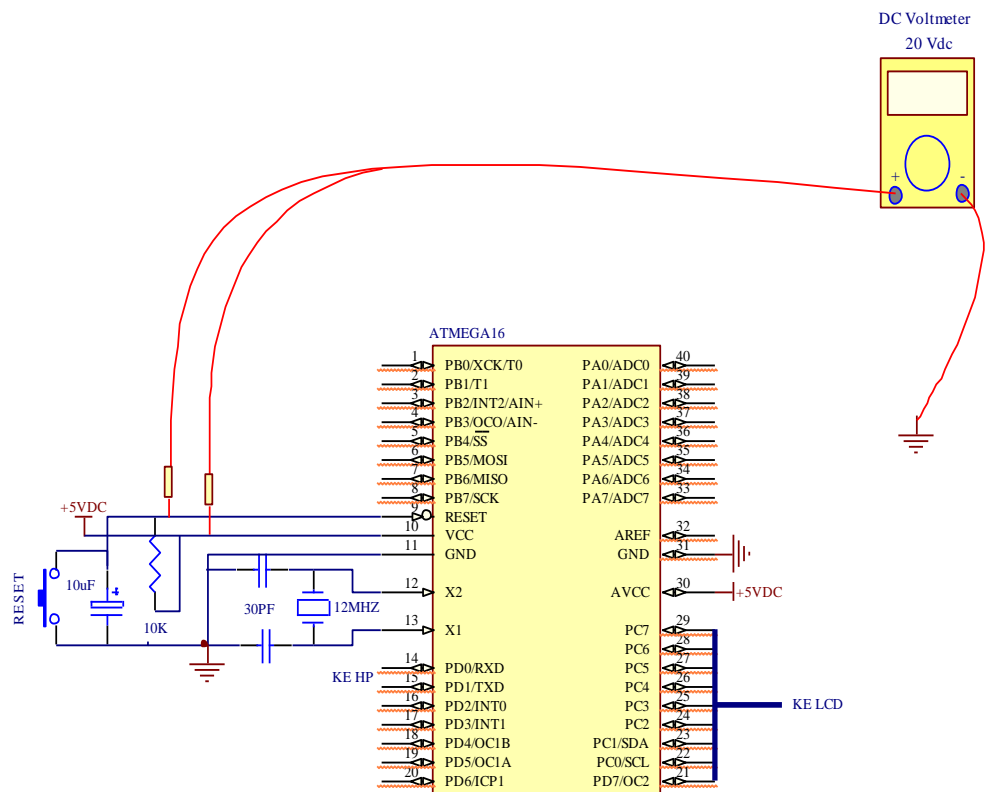 DC Voltmeter
20 Vdc
+ -
ATMEGA16
1 PB0/XCK/T0 PA0/ADC0 40
2 PB1/T1 PA1/ADC1 39
3 PB2/INT2/AIN+ PA2/ADC2 38
4 PB3/OCO/AIN- PA3/ADC3 37
5 PB4/SS PA4/ADC4 36
6 PB5/MOSI PA5/ADC5 35
7 PB6/MISO PA6/ADC6 34
8 PB7/SCK PA7/ADC7 33
+5VDC
9 RESET
10 VCC AREF 32
11 GND GND 31
RESET
10uF
+
12 X2 AVCC 30 +5VDC
30PF
12MHZ
10K
13 X1 PC7 29
PC6 28
KE HP
14 PD0/RXD PC5 27
15 PD1/TXD PC4 26
16 PD2/INT0 PC3 25
KE LCD
17 PD3/INT1 PC2 24
18 PD4/OC1B PC1/SDA 23
19 PD5/OC1A PC0/SCL 22
20 PD6/ICP1 PD7/OC2 21